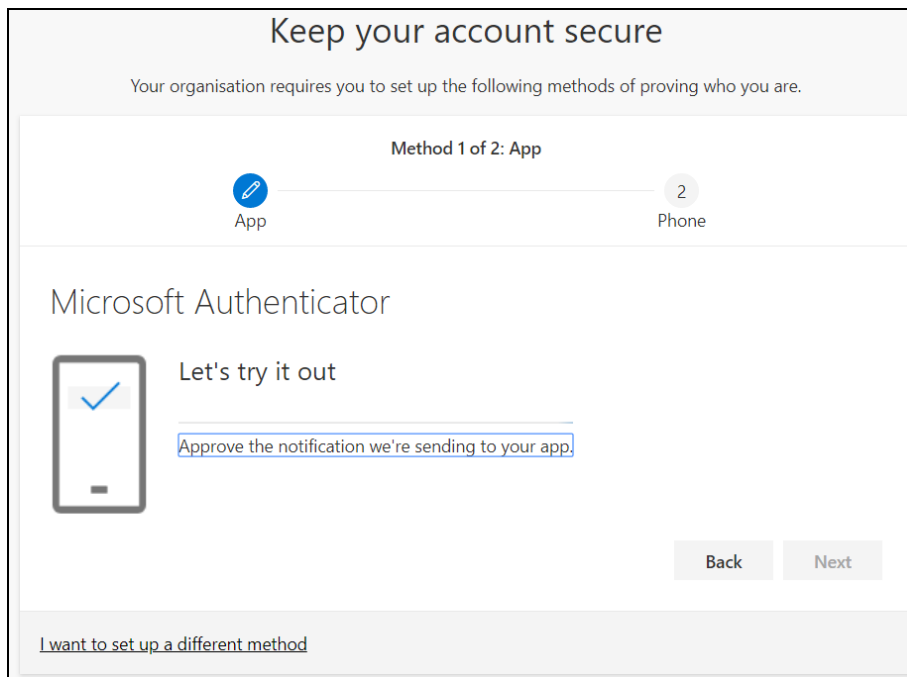 Keep your account secure
Your organisation requires you to set up the following methods of proving who you are.
Method 1 of 2: App
2
App
Phone
Microsoft Authenticator
Let's try it out
Approve the notification we're sending to your app.
Back
Next
I want to set up a different method